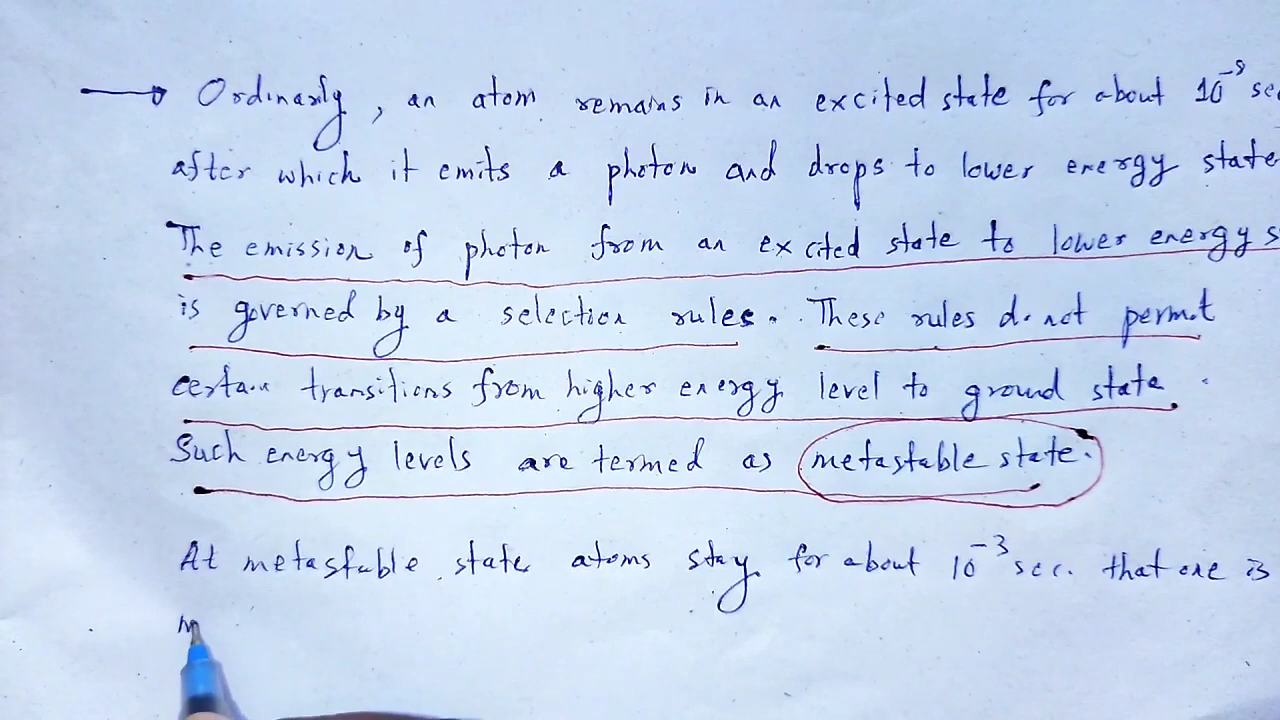 Ordinarily, an atom remains in an excited state for about 10⁻⁸ sec
after which it emits a photon and drops to lower energy state
The emission of photon from an excited state to lower energy s
is governed by a selection rules. These rules do not permit
certain transitions from higher energy level to ground state.
Such energy levels are termed as metastable state.
At metastable state atoms stay for about 10⁻³ sec. that one is